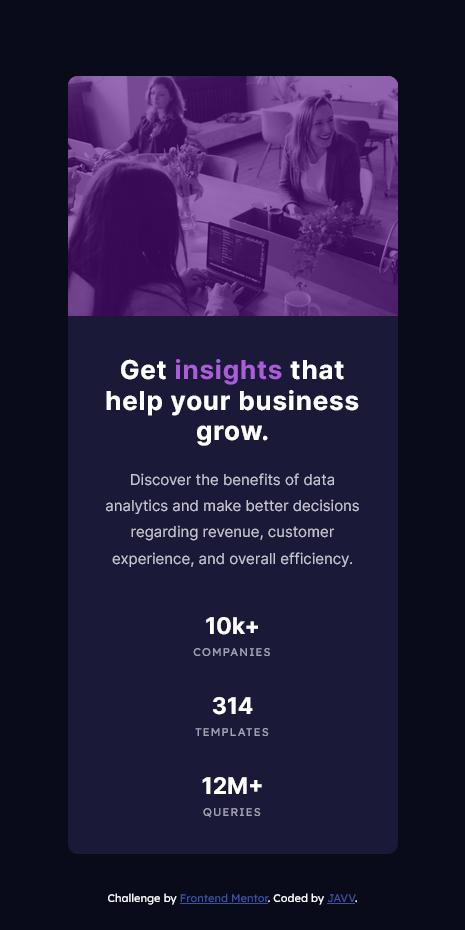 Get insights that
help your business
grow.
Discover the benefits of data
analytics and make better decisions
regarding revenue, customer
experience, and overall efficiency.
10k+
COMPANIES
314
TEMPLATES
12M+
QUERIES
Challenge by Frontend Mentor. Coded by JAVV.